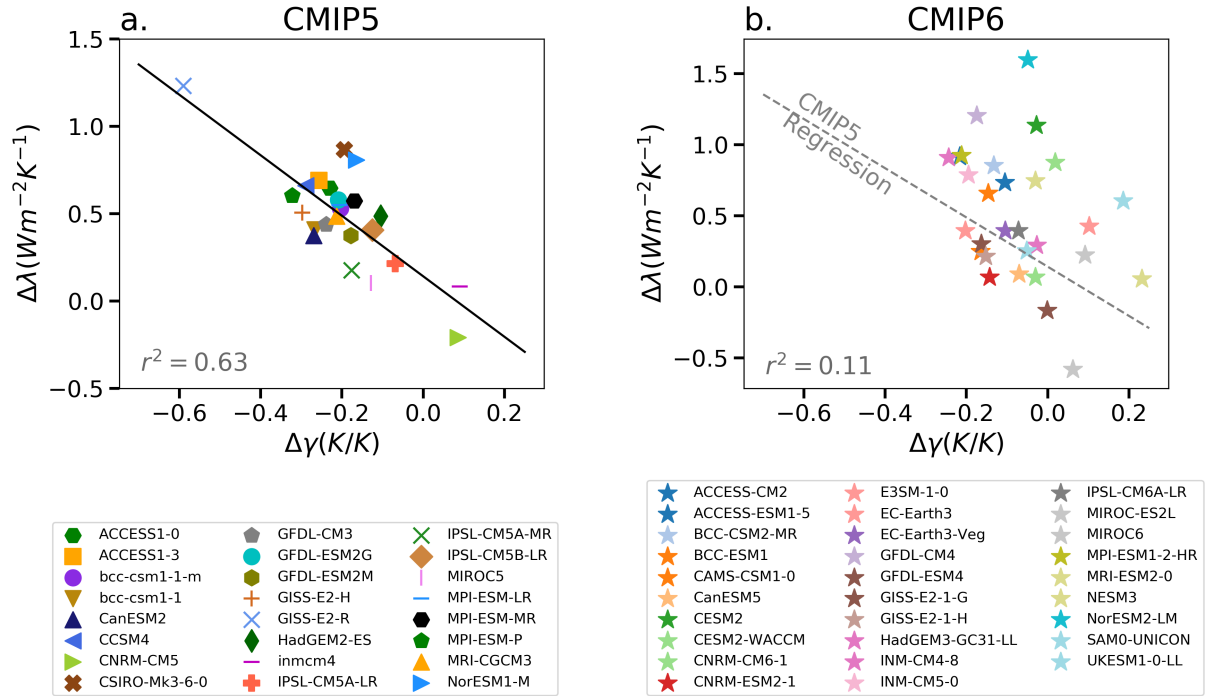 a.
CMIP5
1.5
1.0
0.5
0.0
−0.5
Δλ(Wm⁻²K⁻¹)
r² = 0.63
−0.6 −0.4 −0.2 0.0 0.2
Δγ(K/K)
ACCESS1-0
ACCESS1-3
bcc-csm1-1-m
bcc-csm1-1
CanESM2
CCSM4
CNRM-CM5
CSIRO-Mk3-6-0
GFDL-CM3
GFDL-ESM2G
GFDL-ESM2M
GISS-E2-H
GISS-E2-R
HadGEM2-ES
inmcm4
IPSL-CM5A-LR
IPSL-CM5A-MR
IPSL-CM5B-LR
MIROC5
MPI-ESM-LR
MPI-ESM-MR
MPI-ESM-P
MRI-CGCM3
NorESM1-M
b.
CMIP6
1.5
1.0
0.5
0.0
−0.5
Δλ(Wm⁻²K⁻¹)
CMIP5
Regression
r² = 0.11
−0.6 −0.4 −0.2 0.0 0.2
Δγ(K/K)
ACCESS-CM2
ACCESS-ESM1-5
BCC-CSM2-MR
BCC-ESM1
CAMS-CSM1-0
CanESM5
CESM2
CESM2-WACCM
CNRM-CM6-1
CNRM-ESM2-1
E3SM-1-0
EC-Earth3
EC-Earth3-Veg
GFDL-CM4
GFDL-ESM4
GISS-E2-1-G
GISS-E2-1-H
HadGEM3-GC31-LL
INM-CM4-8
INM-CM5-0
IPSL-CM6A-LR
MIROC-ES2L
MIROC6
MPI-ESM1-2-HR
MRI-ESM2-0
NESM3
NorESM2-LM
SAM0-UNICON
UKESM1-0-LL